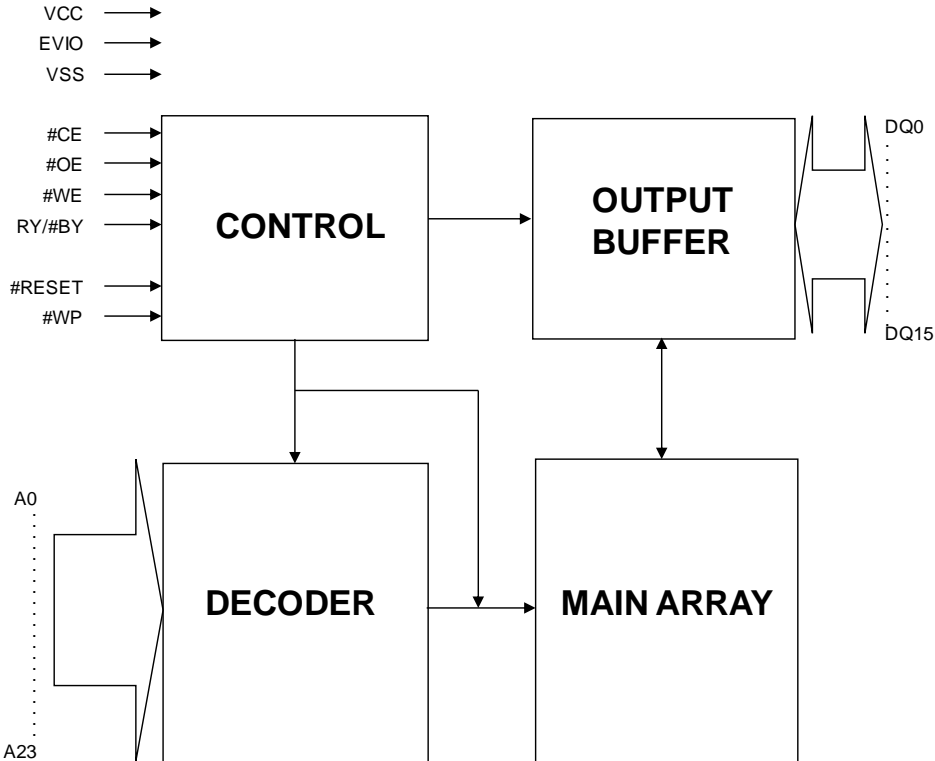 VCC
EVIO
VSS
#CE
#OE
#WE
RY/#BY
#RESET
#WP
CONTROL
OUTPUT
BUFFER
DQ0
DQ15
A0
A23
DECODER
MAIN ARRAY